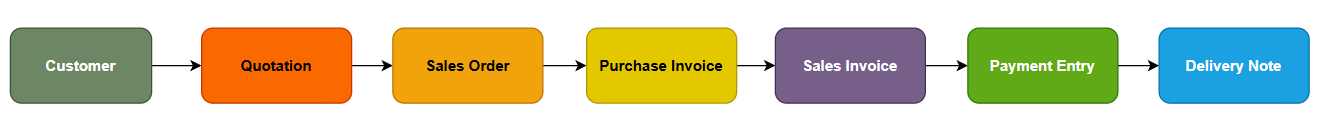 Customer
Quotation
Sales Order
Purchase Invoice
Sales Invoice
Payment Entry
Delivery Note